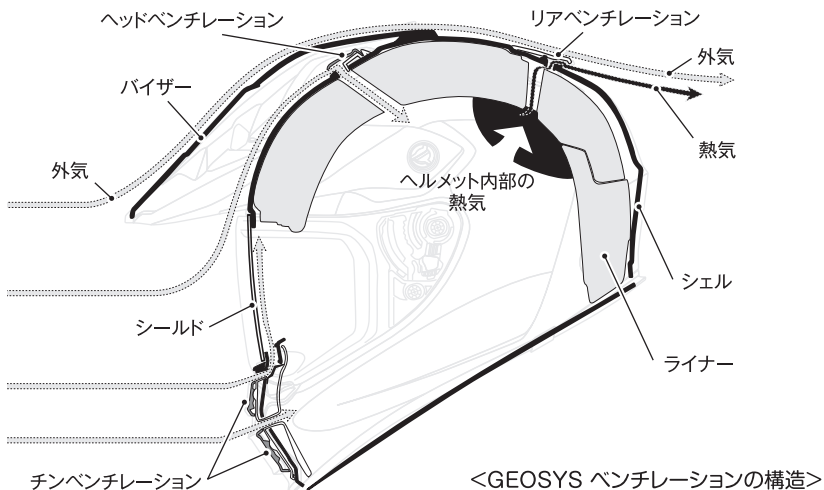 ヘッドベンチレーション
リアベンチレーション
外気
バイザー
熱気
外気
ヘルメット内部の
熱気
シェル
シールド
ライナー
チンベンチレーション
<GEOSYS ベンチレーションの構造>